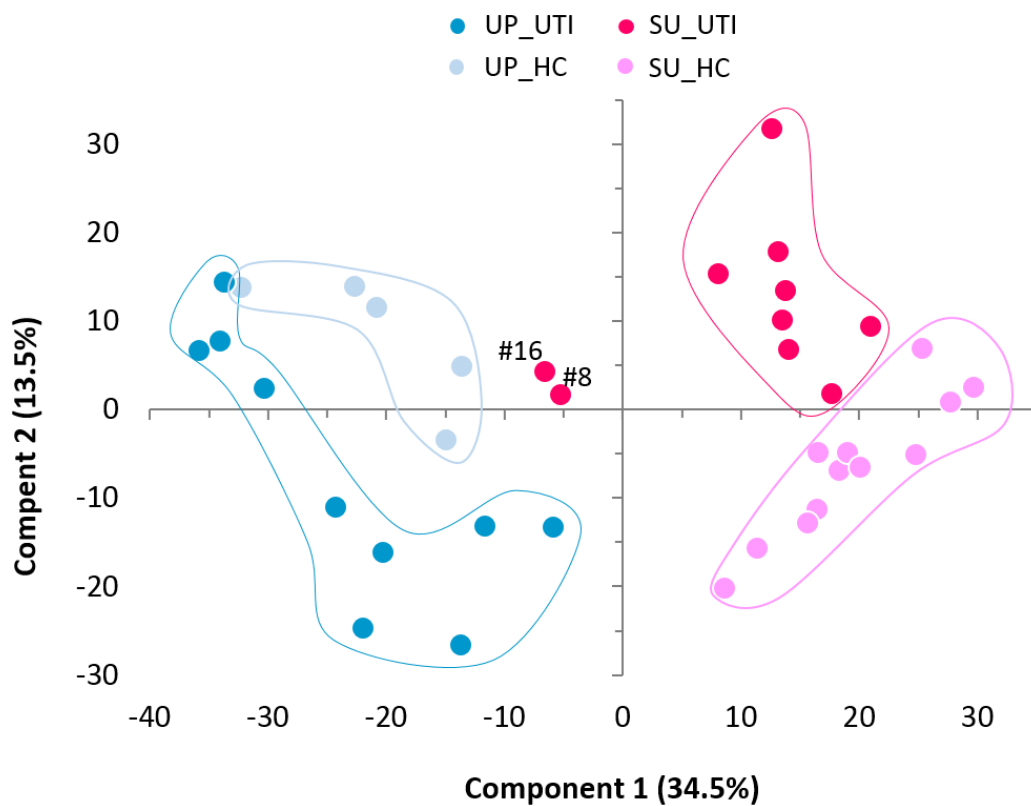 UP_UTI SU_UTI
UP_HC SU_HC
30
20
10
0
-10
-20
-30
#16
#8
-40 -30 -20 -10 0 10 20 30
Compent 2 (13.5%)
Component 1 (34.5%)